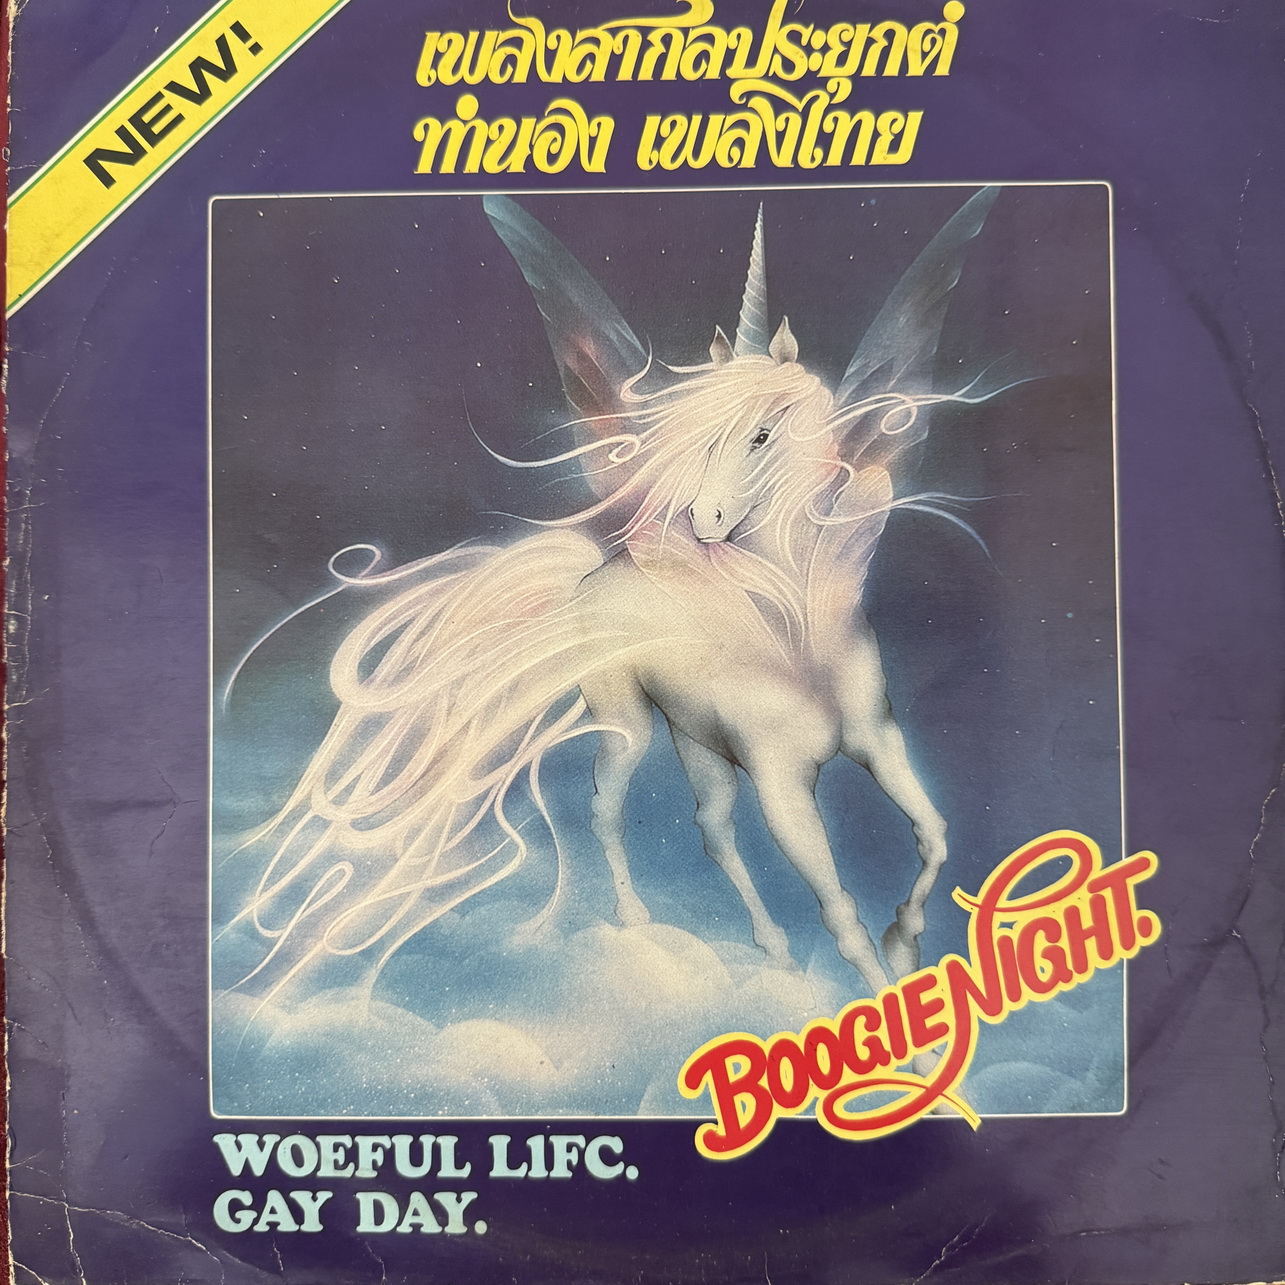 NEW!
เพลงสากลประยุกต์
ทำนอง เพลงไทย
BOOGIE NIGHT.
WOEFUL L1FC.
GAY DAY.